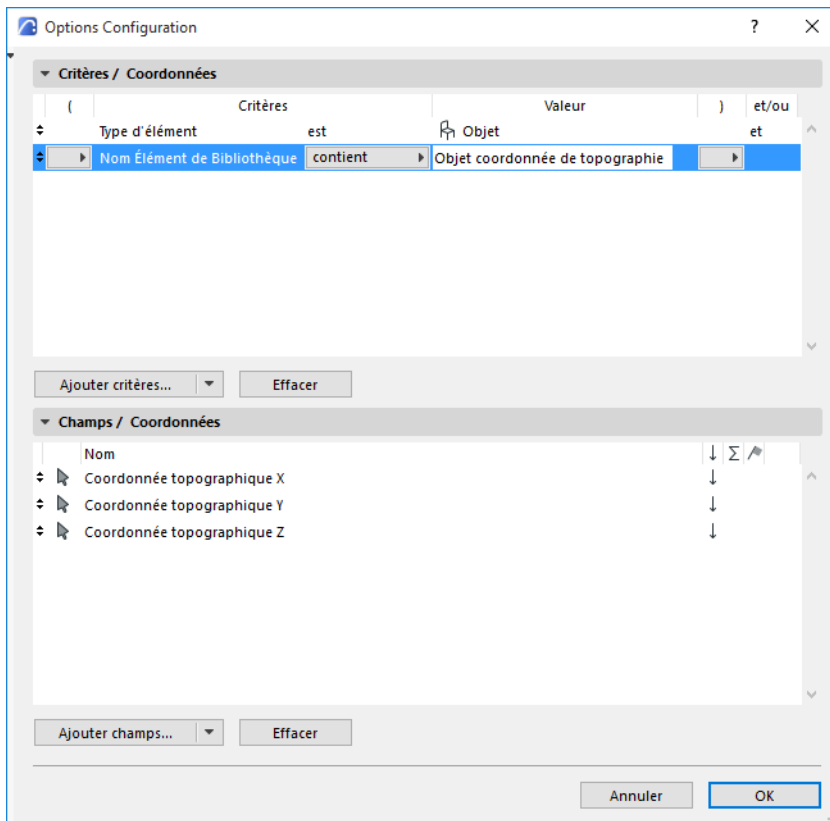 Options Configuration ?
Critères / Coordonnées
( Critères Valeur ) et/ou
Type d'élément est Objet et
Nom Élément de Bibliothèque contient Objet coordonnée de topographie
Ajouter critères... Effacer
Champs / Coordonnées
Nom ↓ Σ
Coordonnée topographique X ↓
Coordonnée topographique Y ↓
Coordonnée topographique Z ↓
Ajouter champs... Effacer
Annuler OK